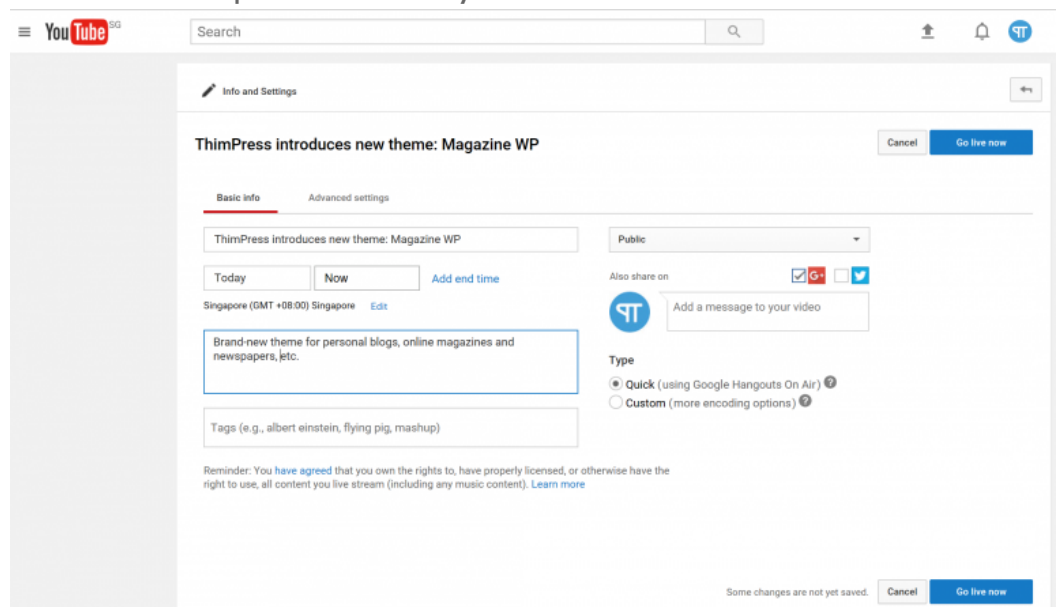 YouTube SG
Search
Info and Settings
ThimPress introduces new theme: Magazine WP
Cancel
Go live now
Basic info
Advanced settings
ThimPress introduces new theme: Magazine WP
Public
Today
Now
Add end time
Also share on
G+
Singapore (GMT +08:00) Singapore
Edit
Add a message to your video
Brand-new theme for personal blogs, online magazines and
newspapers, etc.
Type
Quick (using Google Hangouts On Air) ?
Custom (more encoding options) ?
Tags (e.g., albert einstein, flying pig, mashup)
Reminder: You have agreed that you own the rights to, have properly licensed, or otherwise have the
right to use, all content you live stream (including any music content). Learn more
Some changes are not yet saved.
Cancel
Go live now